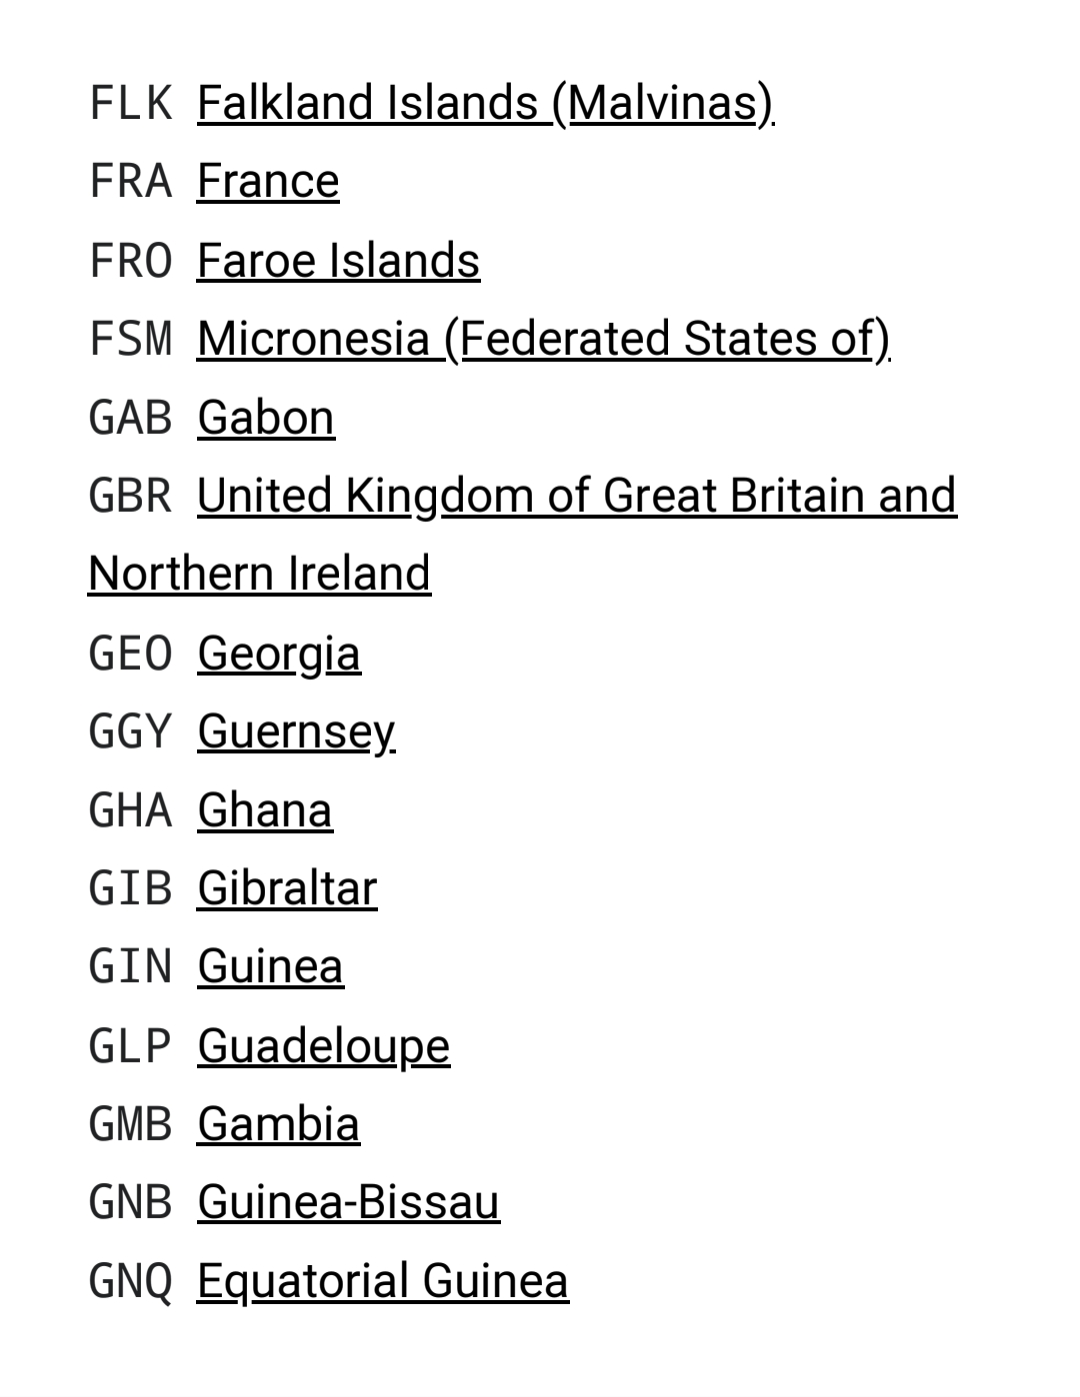 FLK Falkland Islands (Malvinas)
FRA France
FRO Faroe Islands
FSM Micronesia (Federated States of)
GAB Gabon
GBR United Kingdom of Great Britain and
Northern Ireland
GEO Georgia
GGY Guernsey
GHA Ghana
GIB Gibraltar
GIN Guinea
GLP Guadeloupe
GMB Gambia
GNB Guinea-Bissau
GNQ Equatorial Guinea